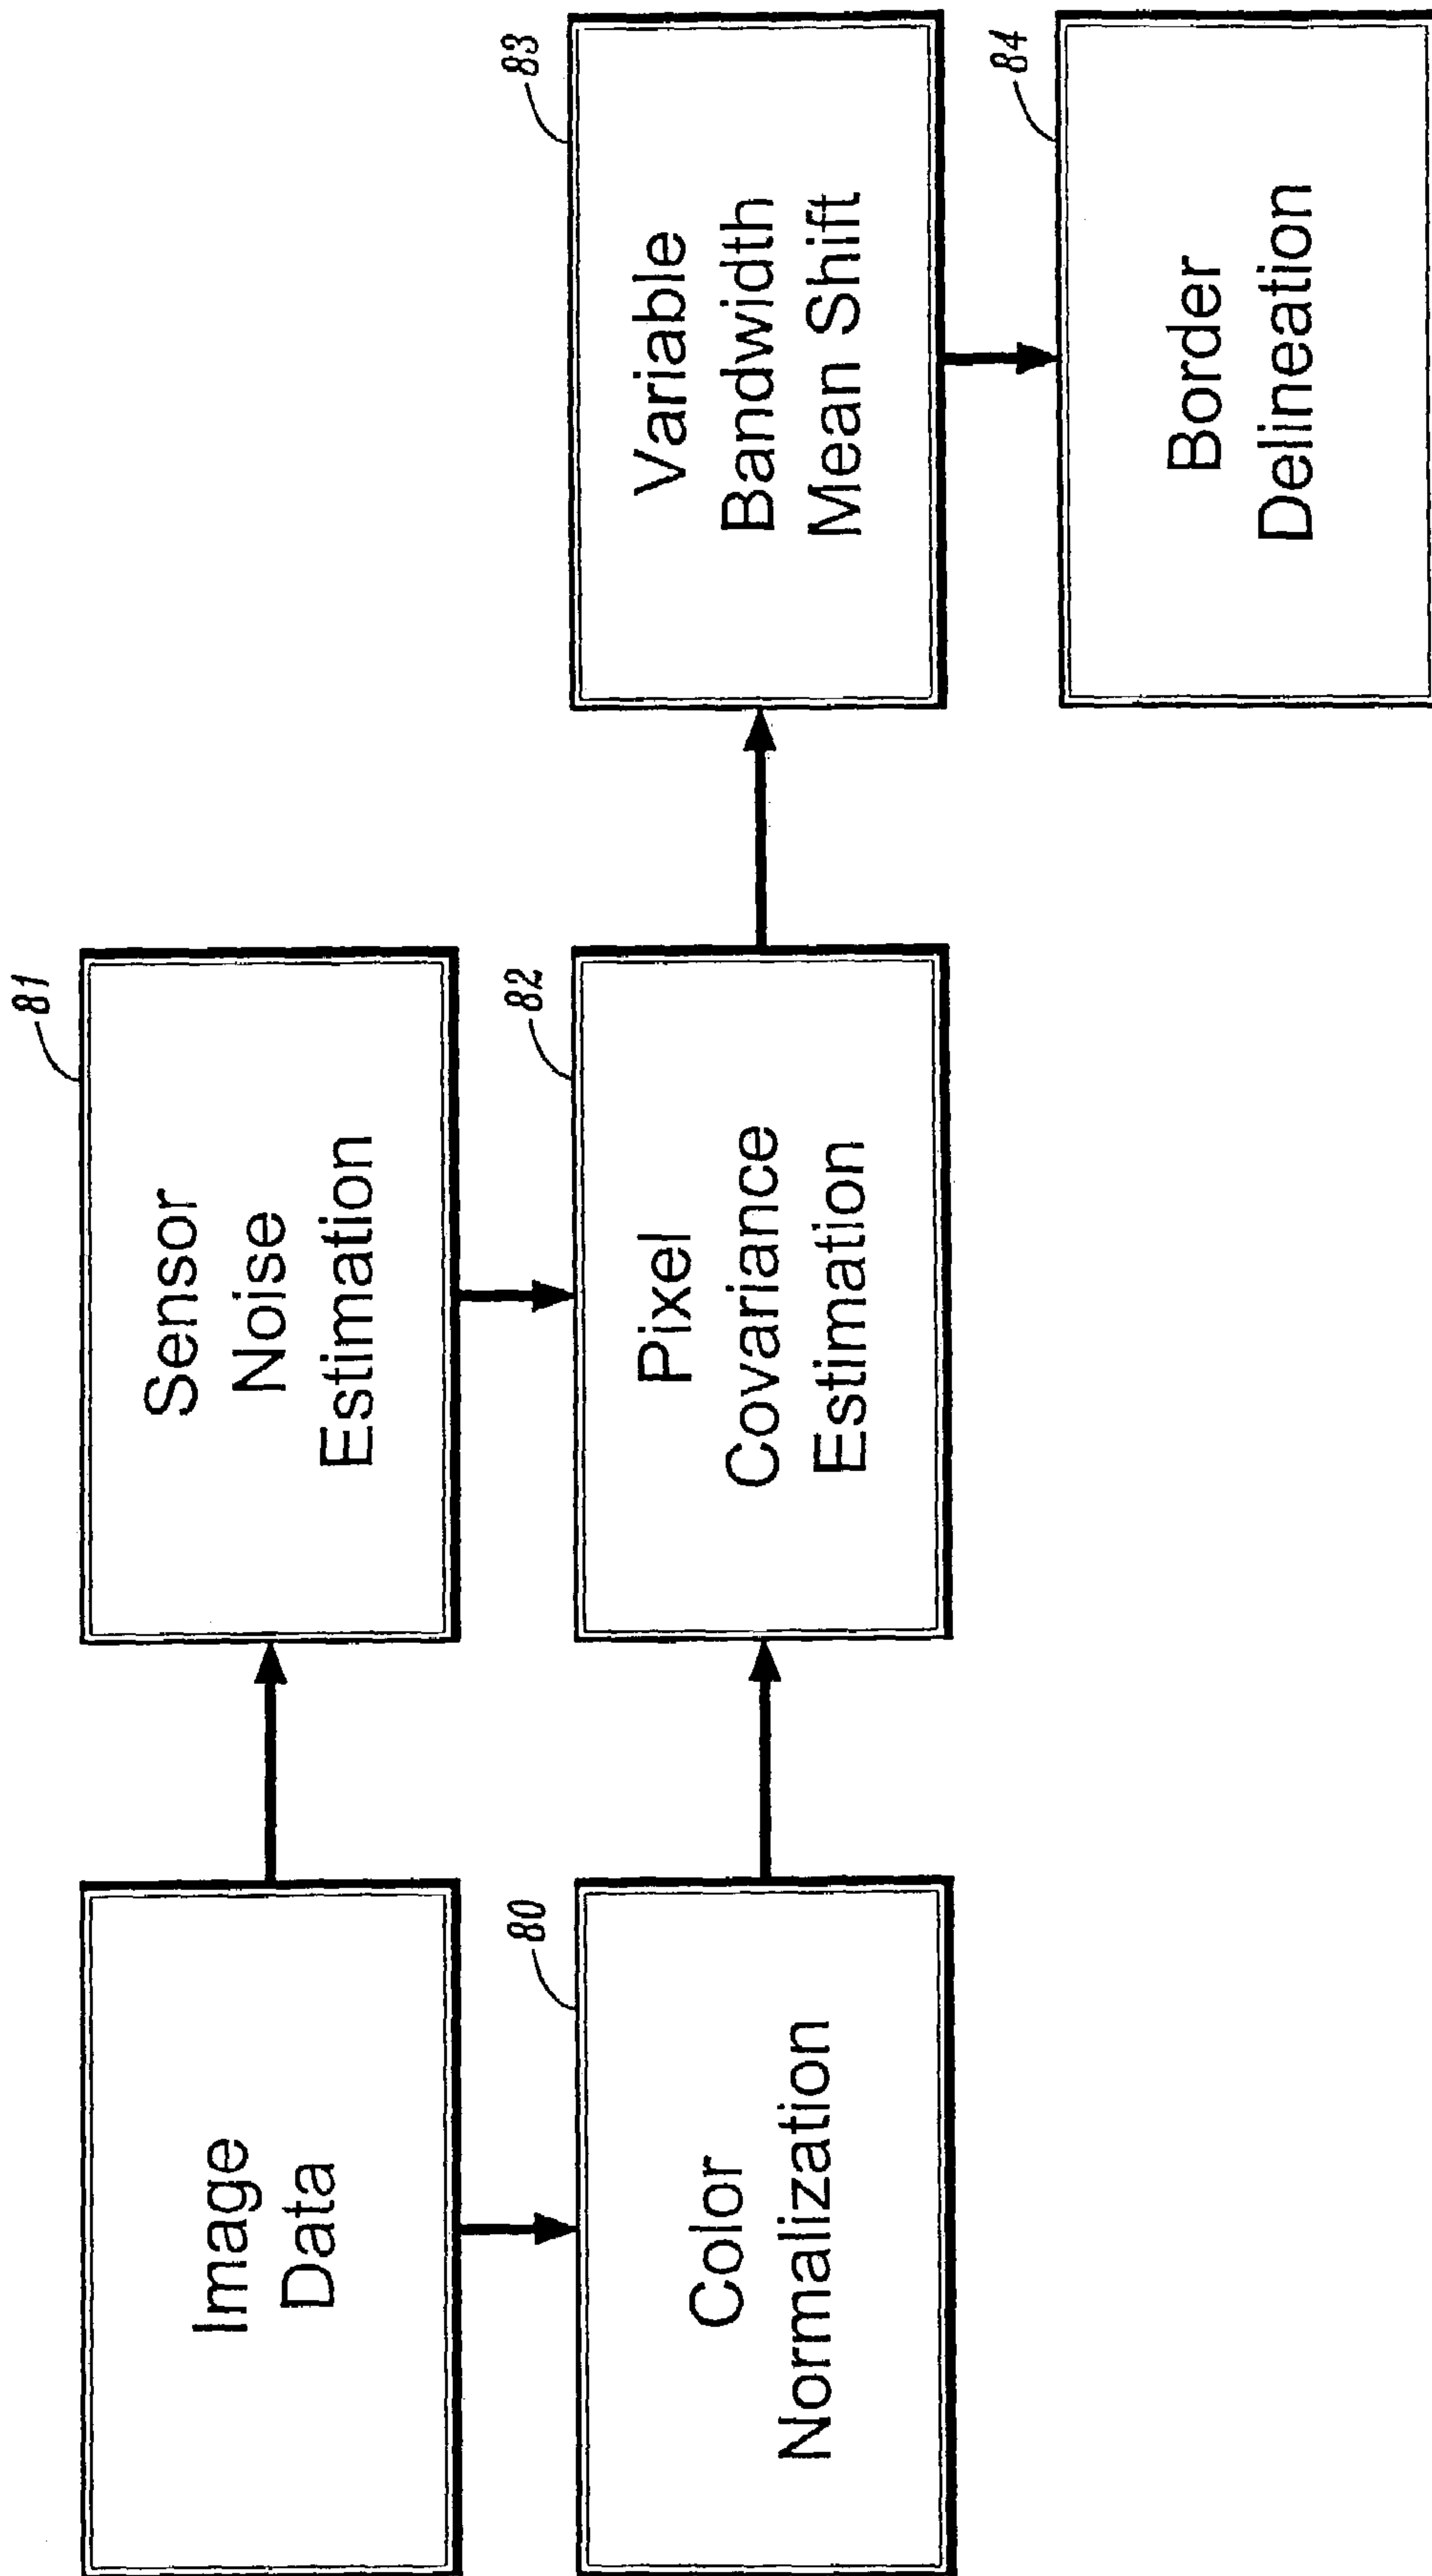 Image
Data
81
Sensor
Noise
Estimation
80
Color
Normalization
82
Pixel
Covariance
Estimation
83
Variable
Bandwidth
Mean Shift
84
Border
Delineation